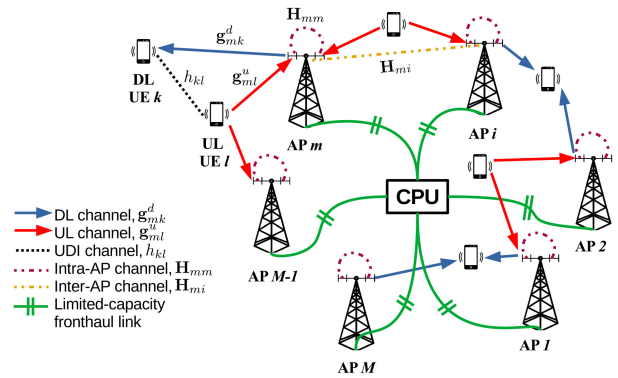 H_mm
g^d_mk
H_mi
h_kl
g^u_ml
DL
UE k
UL
UE l
AP m
AP i
CPU
AP 2
AP M-1
AP M
AP 1
DL channel, g^d_mk
UL channel, g^u_ml
UDI channel, h_kl
Intra-AP channel, H_mm
Inter-AP channel, H_mi
Limited-capacity
fronthaul link